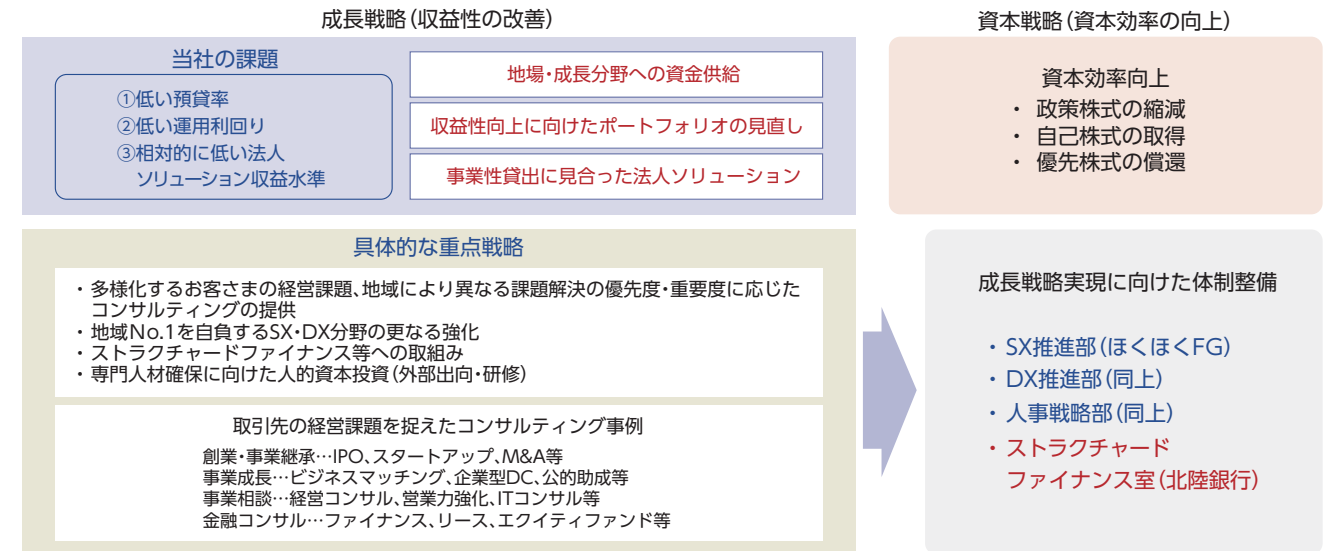 成長戦略(収益性の改善)
当社の課題
①低い預貸率
②低い運用利回り
③相対的に低い法人
ソリューション収益水準
地場・成長分野への資金供給
収益性向上に向けたポートフォリオの見直し
事業性貸出に見合った法人ソリューション
資本戦略(資本効率の向上)
資本効率向上
・ 政策株式の縮減
・ 自己株式の取得
・ 優先株式の償還
具体的な重点戦略
・多様化するお客さまの経営課題、地域により異なる課題解決の優先度・重要度に応じた
コンサルティングの提供
・地域No.1を自負するSX・DX分野の更なる強化
・ストラクチャードファイナンス等への取組み
・専門人材確保に向けた人的資本投資(外部出向・研修)
取引先の経営課題を捉えたコンサルティング事例
創業・事業継承…IPO、スタートアップ、M&A等
事業成長…ビジネスマッチング、企業型DC、公的助成等
事業相談…経営コンサル、営業力強化、ITコンサル等
金融コンサル…ファイナンス、リース、エクイティファンド等
成長戦略実現に向けた体制整備
・SX推進部(ほくほくFG)
・DX推進部(同上)
・人事戦略部(同上)
・ストラクチャード
ファイナンス室(北陸銀行)